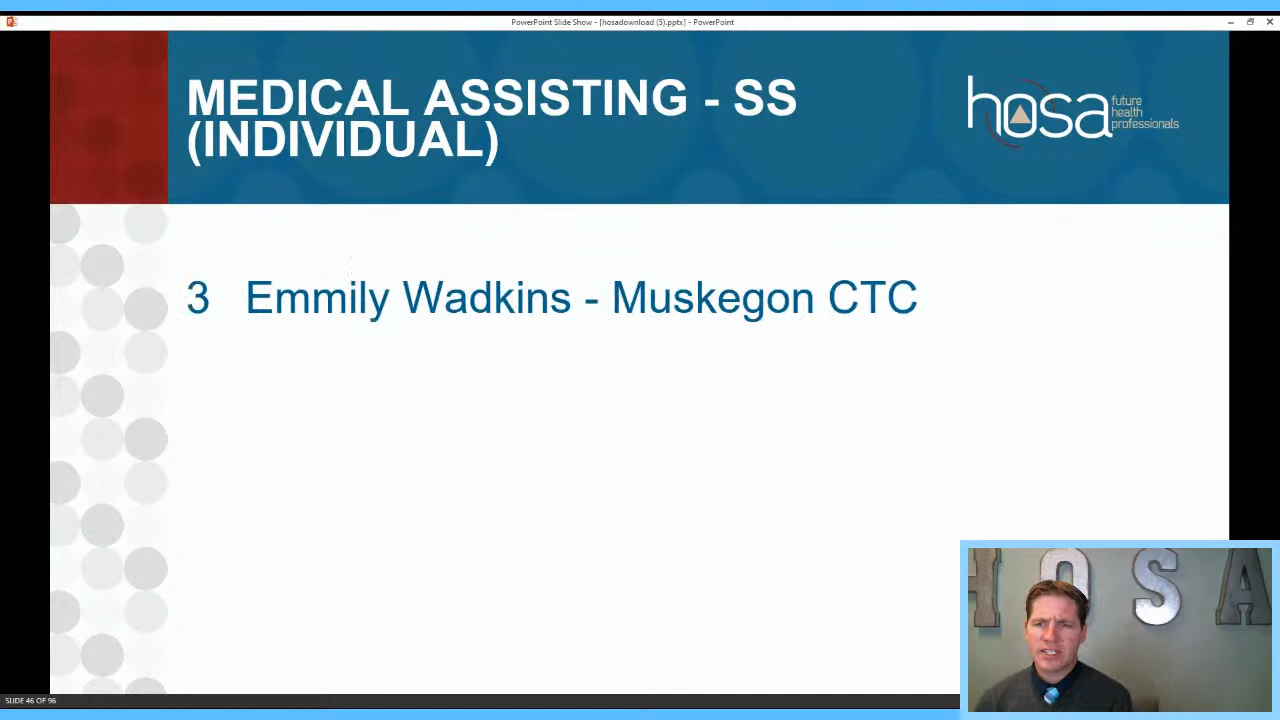 PowerPoint Slide Show - [hosadownload (5).pptx] - PowerPoint
MEDICAL ASSISTING - SS
(INDIVIDUAL)
hosa
future
health
professionals
3 Emmily Wadkins - Muskegon CTC
HOSA
SLIDE 46 OF 96